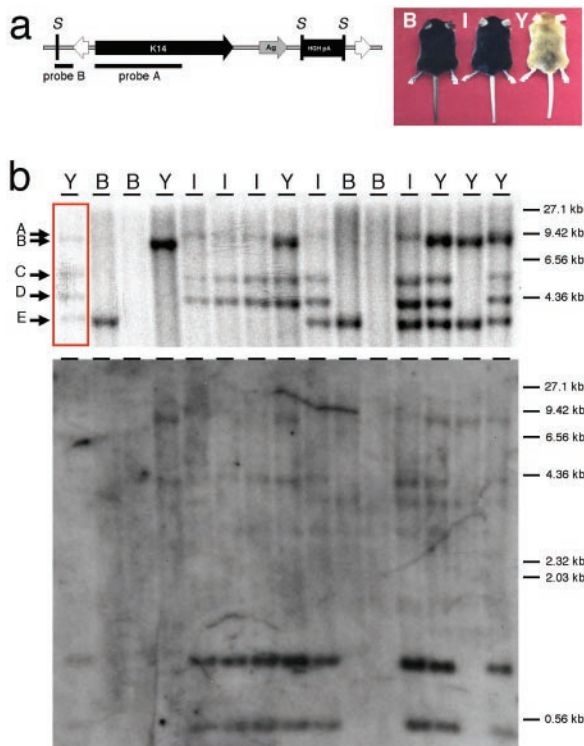 a
S S S
K14 Ag HGH pA
probe B probe A
B I Y
b
Y B B Y I I I Y I B B I Y Y Y
A
B
C
D
E
27.1 kb
9.42 kb
6.56 kb
4.36 kb
27.1 kb
9.42 kb
6.56 kb
4.36 kb
2.32 kb
2.03 kb
0.56 kb